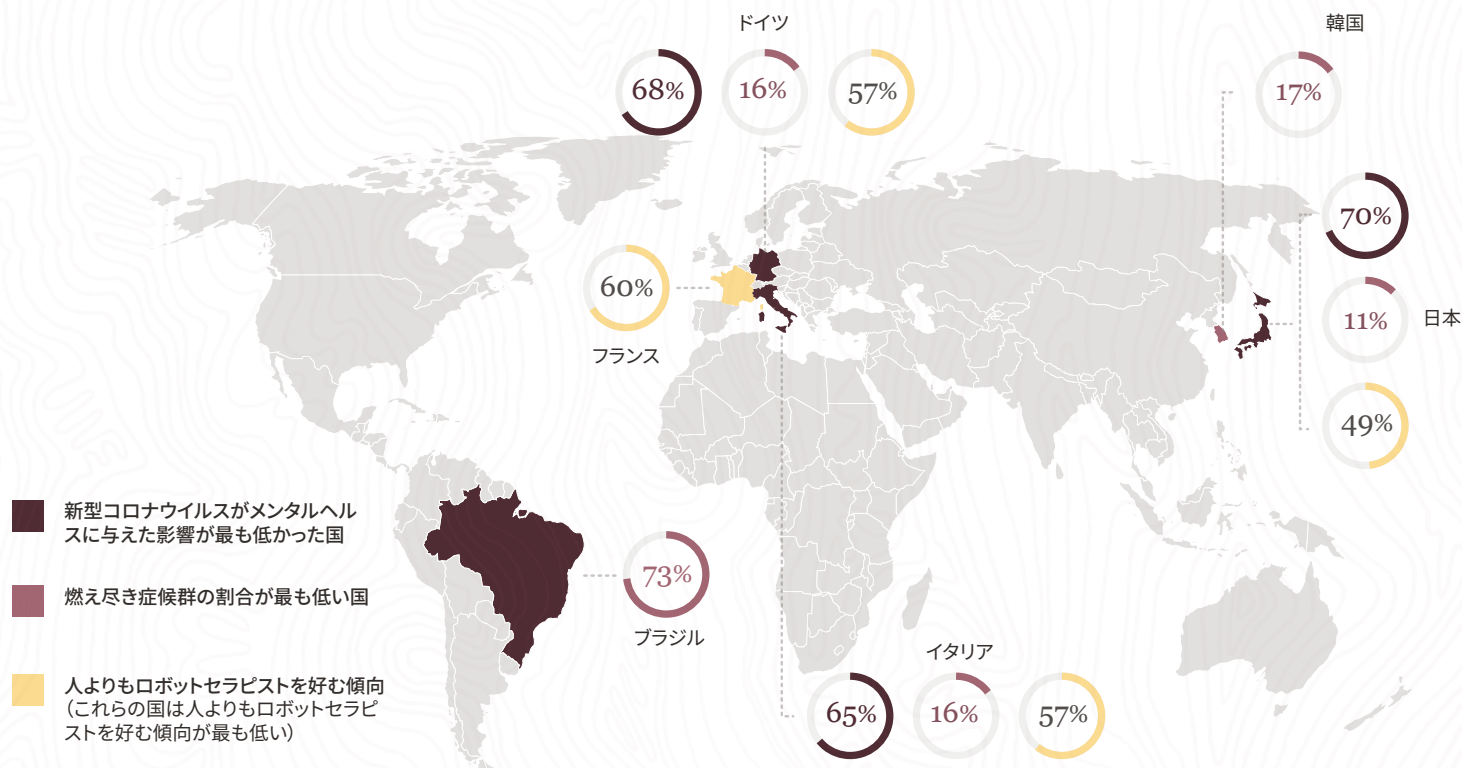 ドイツ
68%
16%
57%
韓国
17%
70%
11%
日本
49%
60%
フランス
新型コロナウイルスがメンタルヘル
スに与えた影響が最も低かった国
燃え尽き症候群の割合が最も低い国
人よりもロボットセラピストを好む傾向
（これらの国は人よりもロボットセラピ
ストを好む傾向が最も低い）
73%
ブラジル
イタリア
65%
16%
57%